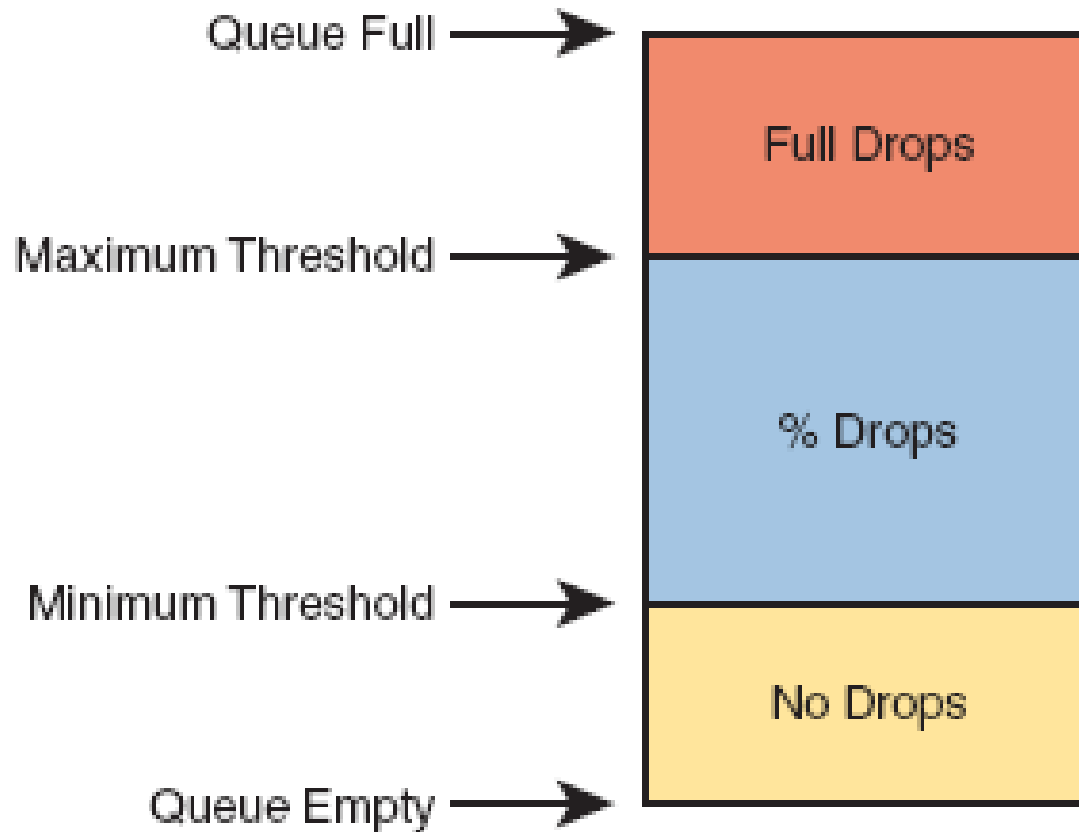 Queue Full
Full Drops
Maximum Threshold
% Drops
Minimum Threshold
No Drops
Queue Empty